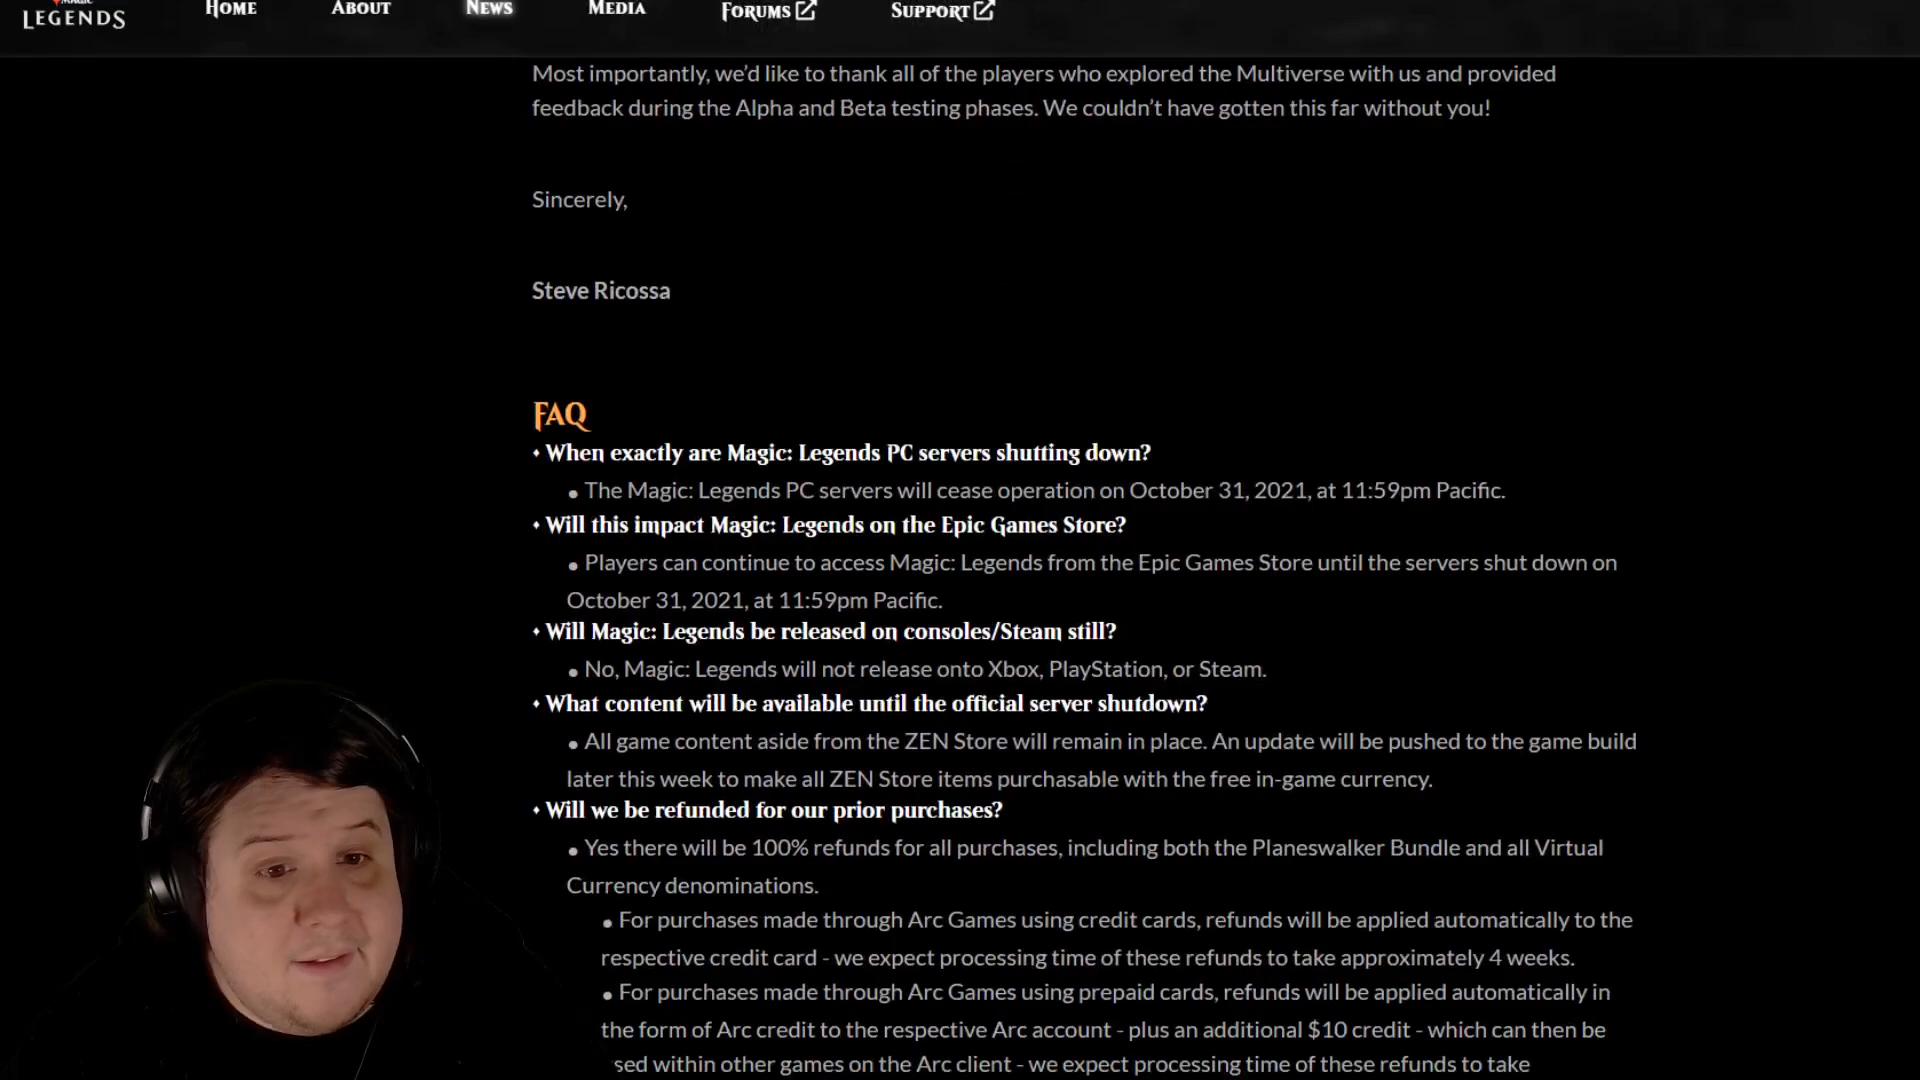 LEGENDS
HOME ABOUT NEWS MEDIA FORUMS SUPPORT
Most importantly, we’d like to thank all of the players who explored the Multiverse with us and provided
feedback during the Alpha and Beta testing phases. We couldn’t have gotten this far without you!
Sincerely,
Steve Ricossa
FAQ
When exactly are Magic: Legends PC servers shutting down?
The Magic: Legends PC servers will cease operation on October 31, 2021, at 11:59pm Pacific.
Will this impact Magic: Legends on the Epic Games Store?
Players can continue to access Magic: Legends from the Epic Games Store until the servers shut down on
October 31, 2021, at 11:59pm Pacific.
Will Magic: Legends be released on consoles/Steam still?
No, Magic: Legends will not release onto Xbox, PlayStation, or Steam.
What content will be available until the official server shutdown?
All game content aside from the ZEN Store will remain in place. An update will be pushed to the game build
later this week to make all ZEN Store items purchasable with the free in-game currency.
Will we be refunded for our prior purchases?
Yes there will be 100% refunds for all purchases, including both the Planeswalker Bundle and all Virtual
Currency denominations.
For purchases made through Arc Games using credit cards, refunds will be applied automatically to the
respective credit card - we expect processing time of these refunds to take approximately 4 weeks.
For purchases made through Arc Games using prepaid cards, refunds will be applied automatically in
the form of Arc credit to the respective Arc account - plus an additional $10 credit - which can then be
sed within other games on the Arc client - we expect processing time of these refunds to take